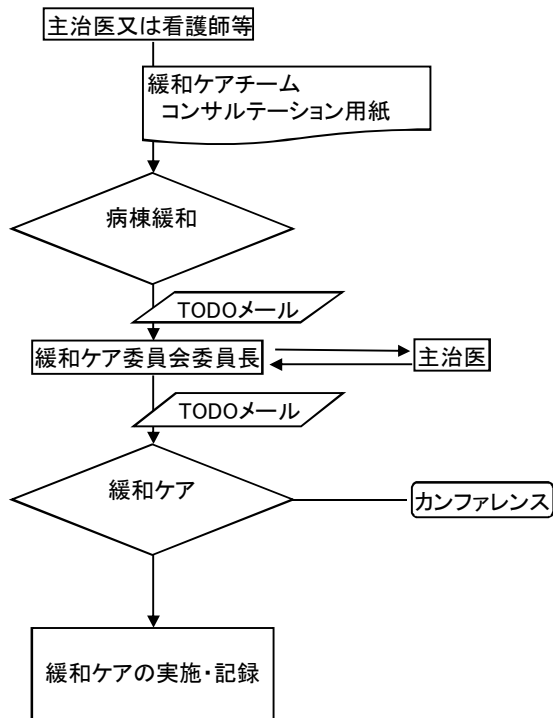 主治医又は看護師等
緩和ケアチーム
コンサルテーション用紙
病棟緩和
TODOメール
緩和ケア委員会委員長
主治医
TODOメール
緩和ケア
カンファレンス
緩和ケアの実施・記録